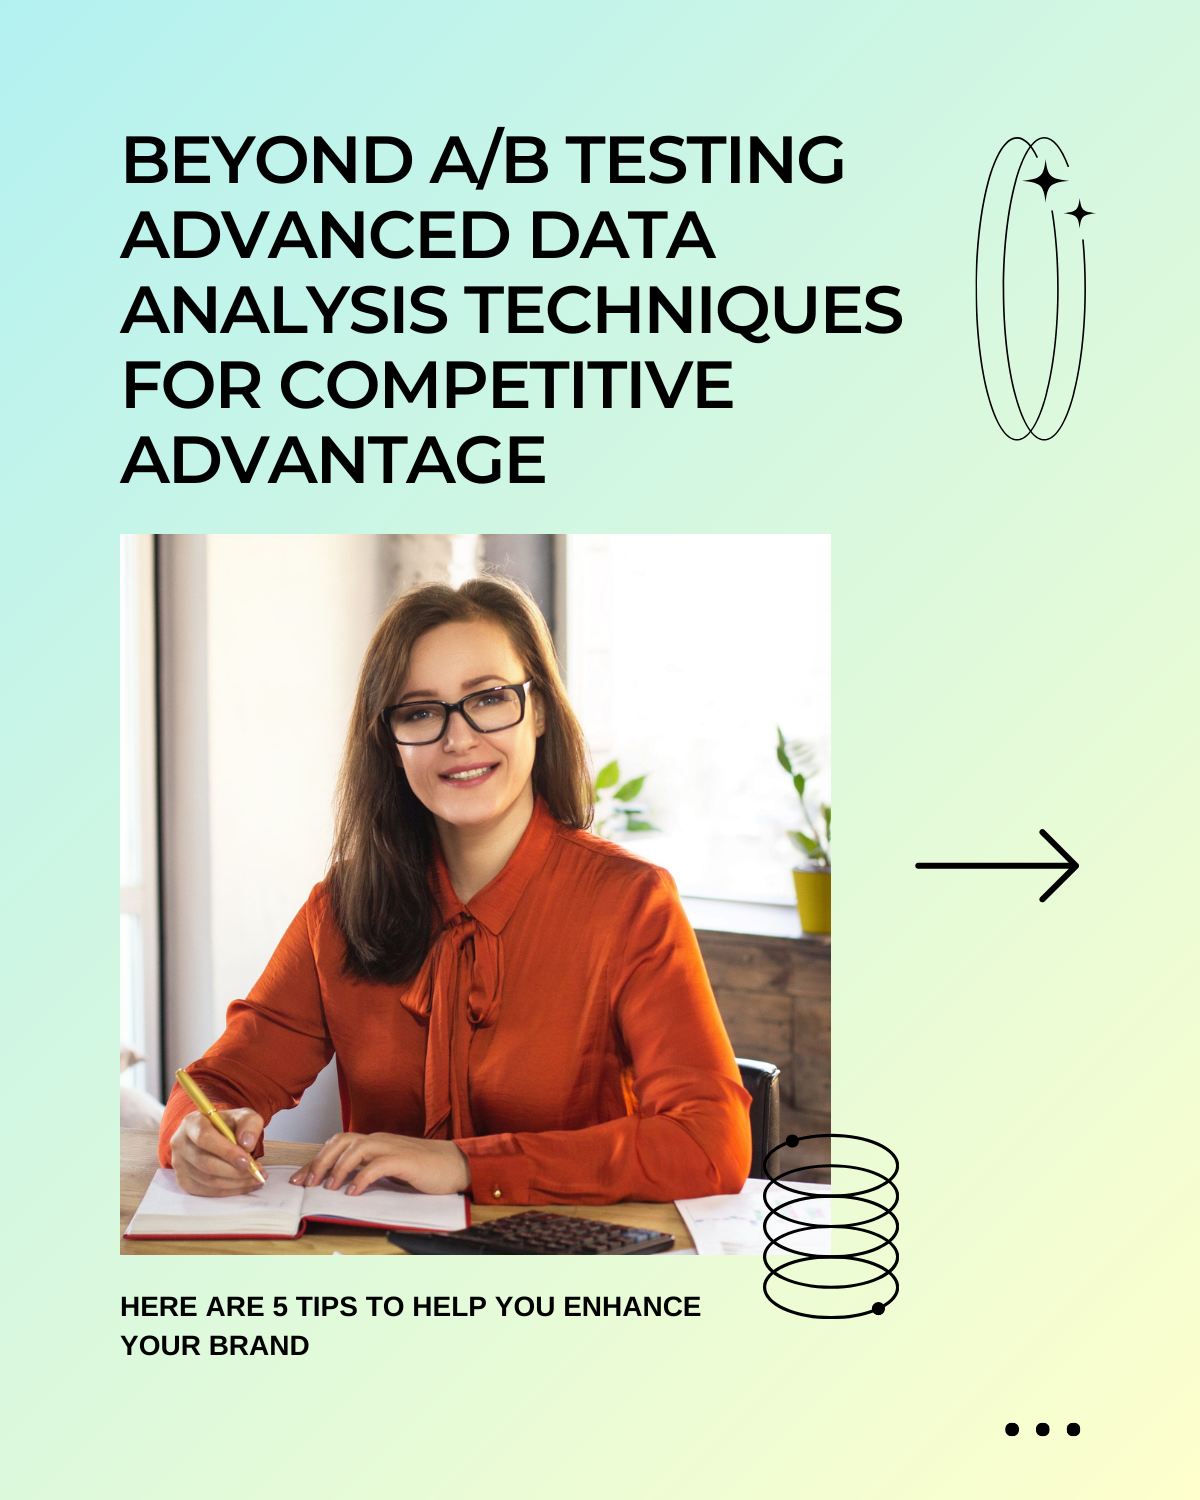 BEYOND A/B TESTING
ADVANCED DATA
ANALYSIS TECHNIQUES
FOR COMPETITIVE
ADVANTAGE
HERE ARE 5 TIPS TO HELP YOU ENHANCE
YOUR BRAND